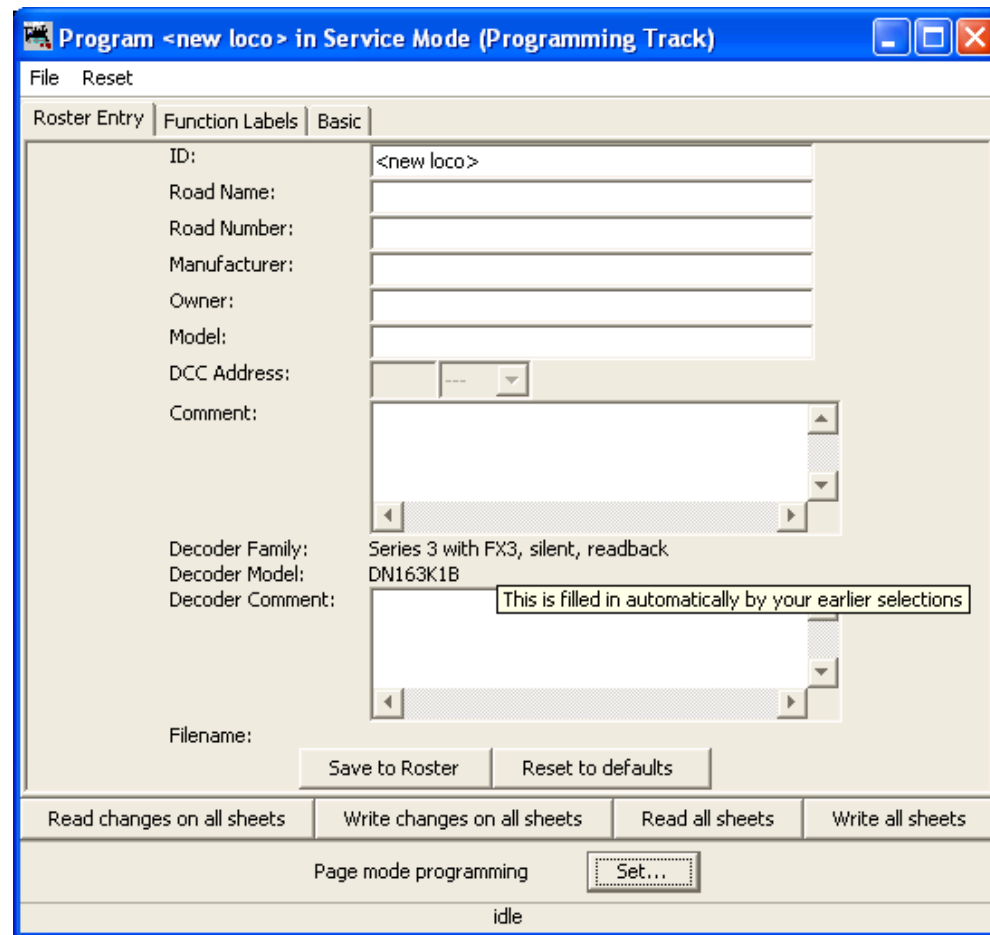 Program <new loco> in Service Mode (Programming Track)
File Reset
Roster Entry Function Labels Basic
ID: <new loco>
Road Name:
Road Number:
Manufacturer:
Owner:
Model:
DCC Address: ---
Comment:
Decoder Family: Series 3 with FX3, silent, readback
Decoder Model: DN163K1B
Decoder Comment: This is filled in automatically by your earlier selections
Filename:
Save to Roster Reset to defaults
Read changes on all sheets Write changes on all sheets Read all sheets Write all sheets
Page mode programming Set...
idle